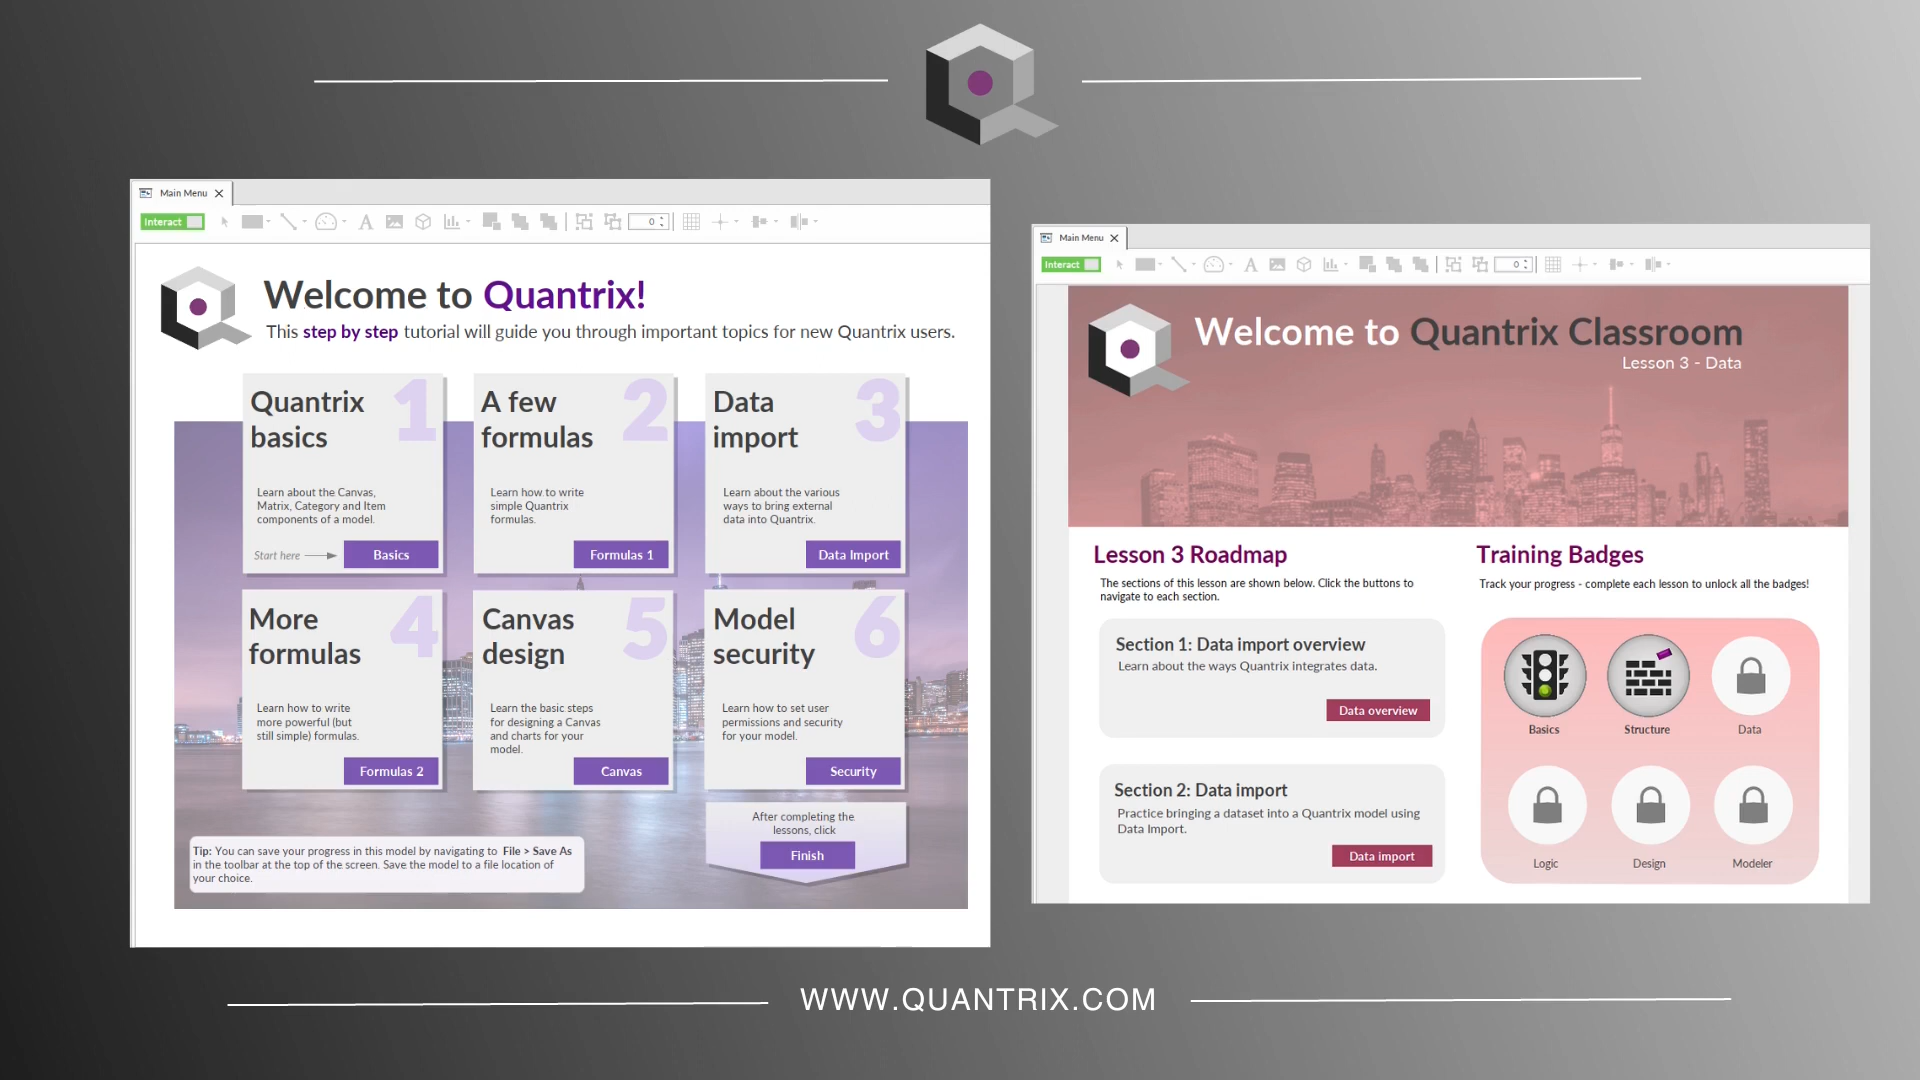 Main Menu
Interact
0
Welcome to Quantrix!
This step by step tutorial will guide you through important topics for new Quantrix users.
Quantrix
basics
1
Learn about the Canvas,
Matrix, Category and Item
components of a model.
Start here
Basics
A few
formulas
2
Learn how to write
simple Quantrix
formulas.
Formulas 1
Data
import
3
Learn about the various
ways to bring external
data into Quantrix.
Data Import
More
formulas
4
Learn how to write
more powerful (but
still simple) formulas.
Formulas 2
Canvas
design
5
Learn the basic steps
for designing a Canvas
and charts for your
model.
Canvas
Model
security
6
Learn how to set user
permissions and security
for your model.
Security
After completing the
lessons, click
Finish
Tip: You can save your progress in this model by navigating to File > Save As
in the toolbar at the top of the screen. Save the model to a file location of
your choice.
Main Menu
Interact
0
Welcome to Quantrix Classroom
Lesson 3 - Data
Lesson 3 Roadmap
The sections of this lesson are shown below. Click the buttons to
navigate to each section.
Section 1: Data import overview
Learn about the ways Quantrix integrates data.
Data overview
Section 2: Data import
Practice bringing a dataset into a Quantrix model using
Data Import.
Data import
Training Badges
Track your progress - complete each lesson to unlock all the badges!
Basics
Structure
Data
Logic
Design
Modeler
WWW.QUANTRIX.COM